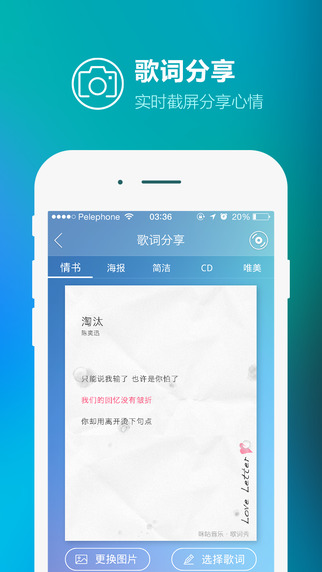 歌词分享
实时截屏分享心情
Pelephone
03:36
20%
歌词分享
情书
海报
简洁
CD
唯美
淘汰
陈奕迅
只能说我输了 也许是你怕了
我们的回忆没有皱折
你却用离开烫下句点
Love Letter
咪咕音乐·歌词秀
更换图片
选择歌词